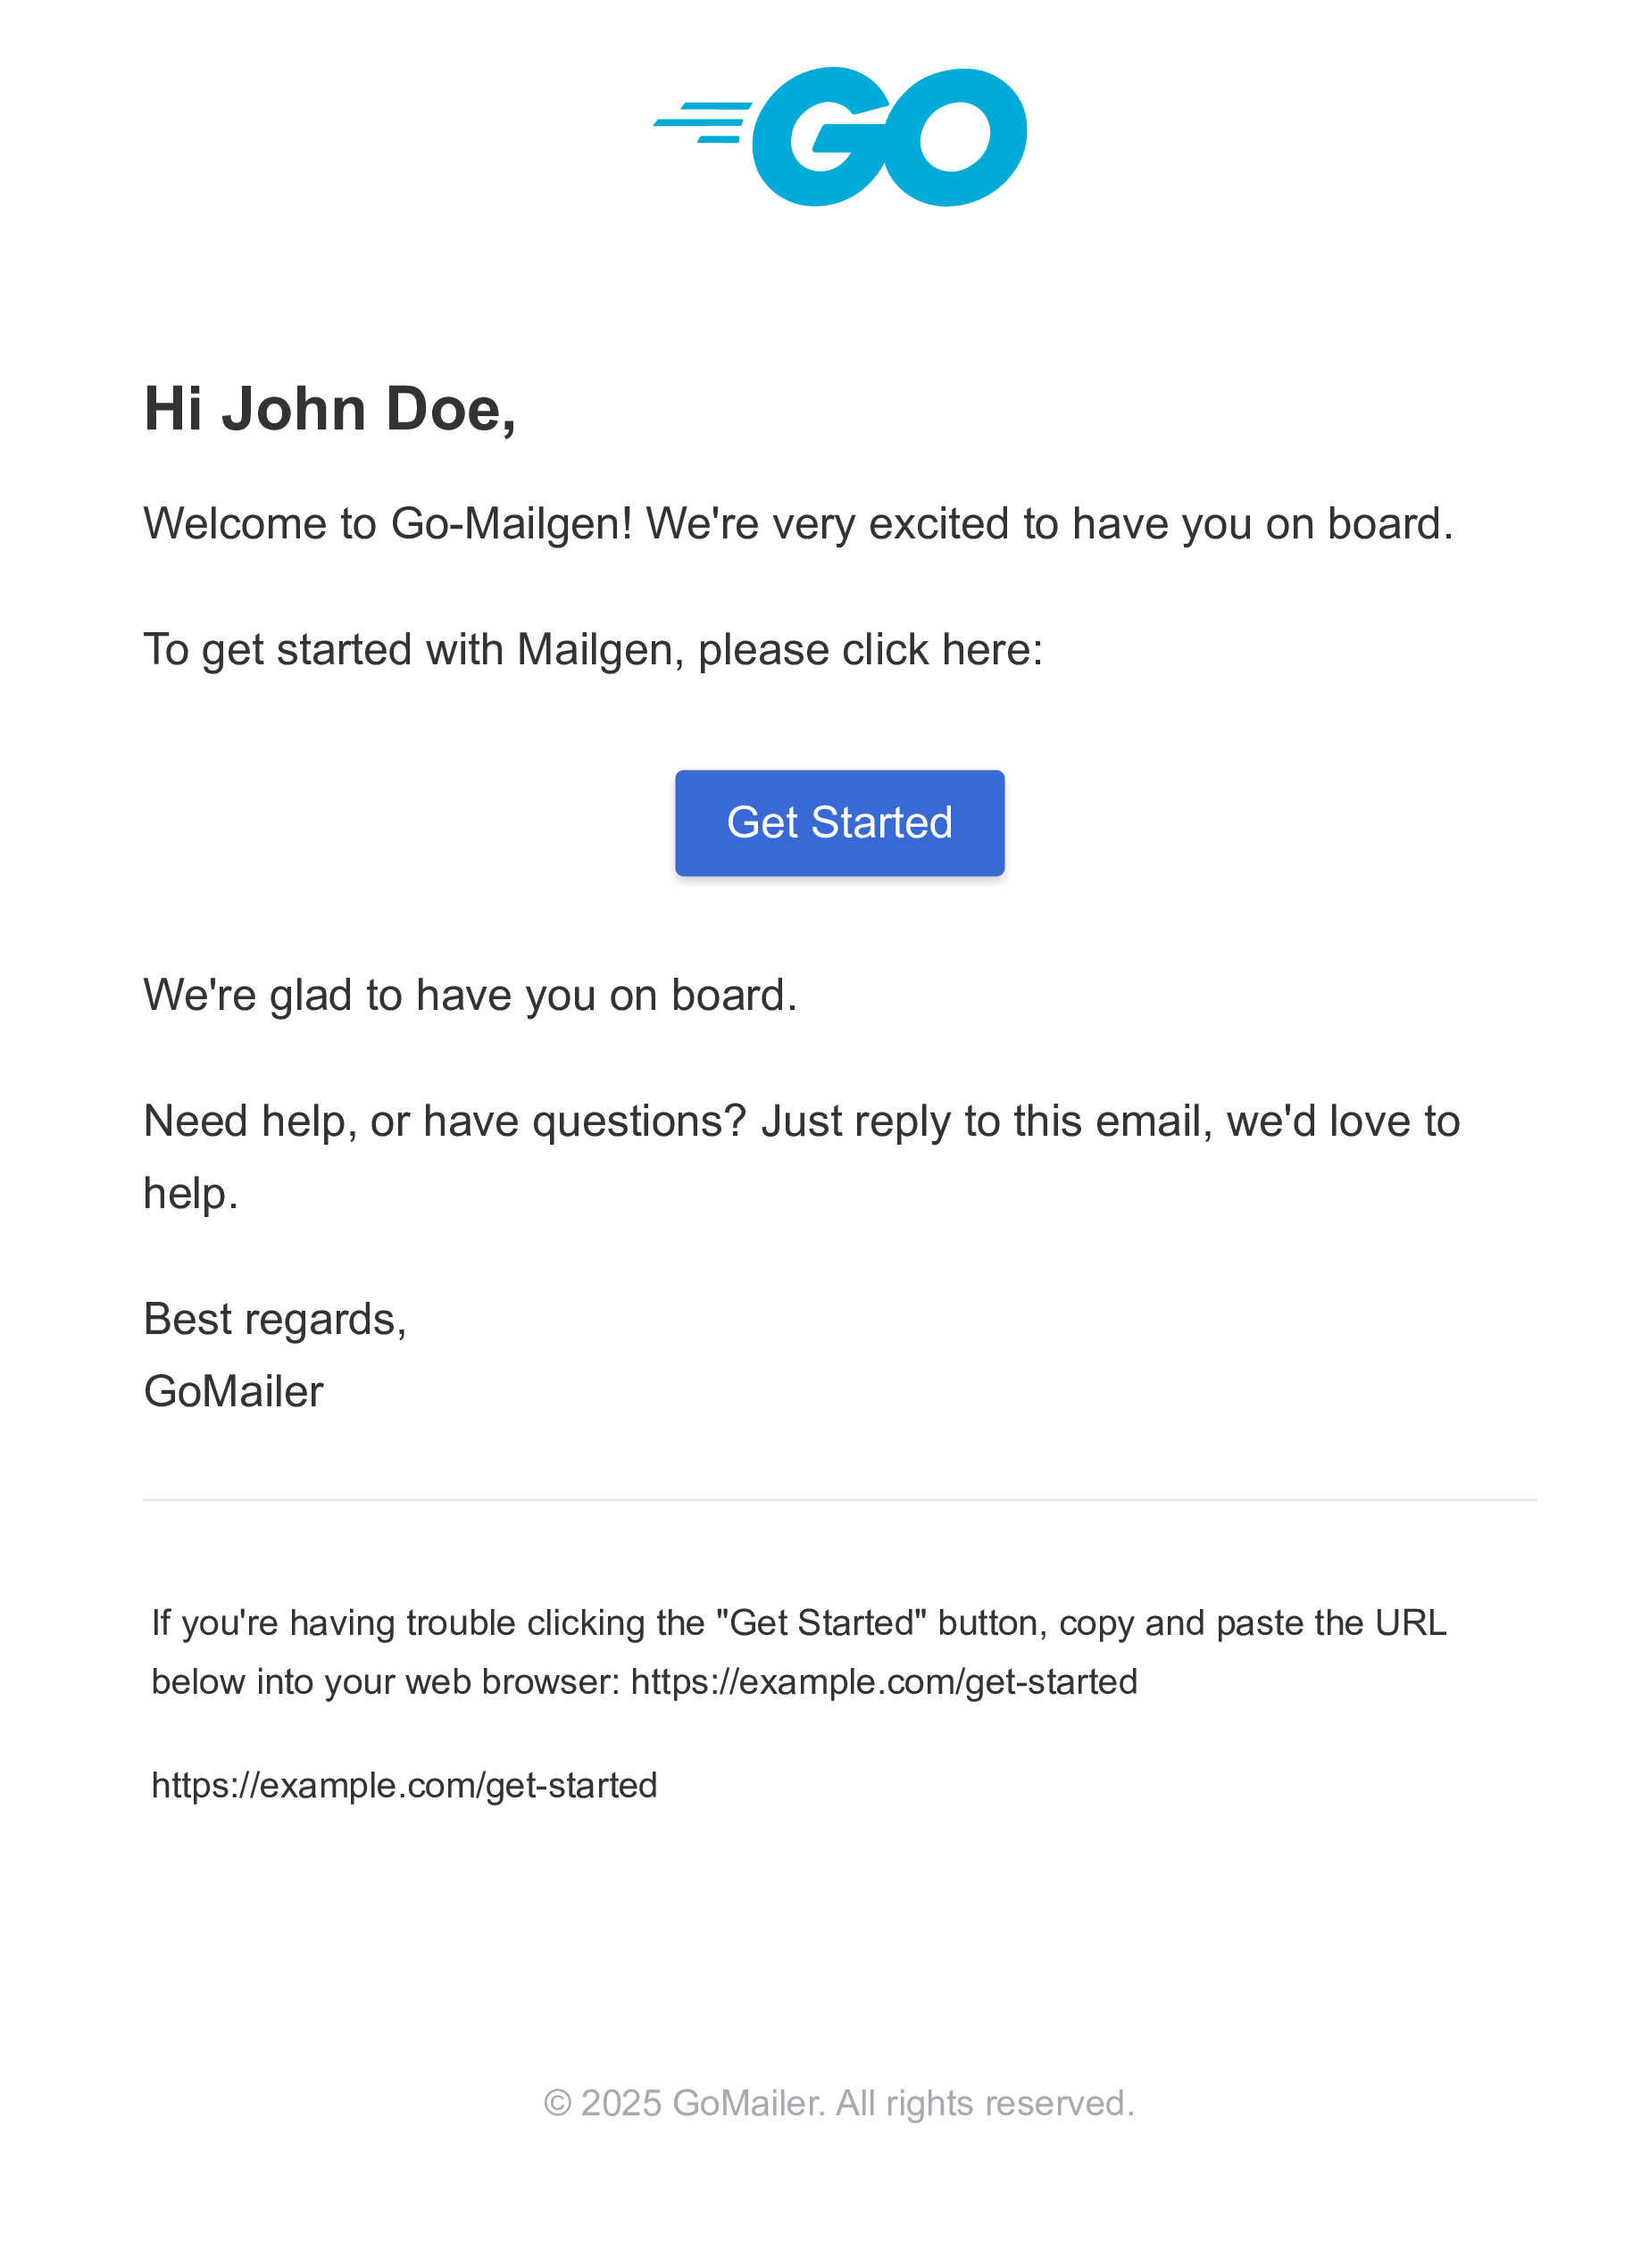 GO
Hi John Doe,
Welcome to Go-Mailgen! We're very excited to have you on board.
To get started with Mailgen, please click here:
Get Started
We're glad to have you on board.
Need help, or have questions? Just reply to this email, we'd love to
help.
Best regards,
GoMailer
If you're having trouble clicking the "Get Started" button, copy and paste the URL
below into your web browser: https://example.com/get-started
https://example.com/get-started
© 2025 GoMailer. All rights reserved.